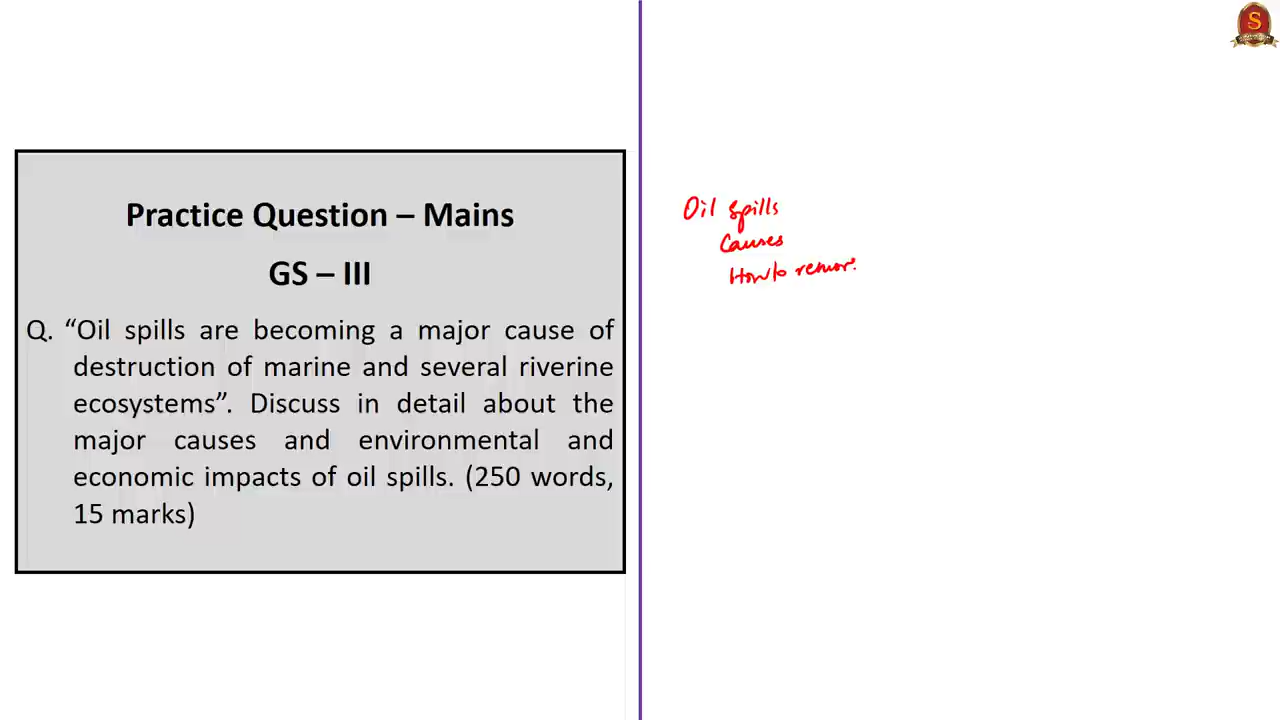 Practice Question – Mains
GS – III
Q. “Oil spills are becoming a major cause of
destruction of marine and several riverine
ecosystems”. Discuss in detail about the
major causes and environmental and
economic impacts of oil spills. (250 words,
15 marks)
Oil spills
Causes
How to
S